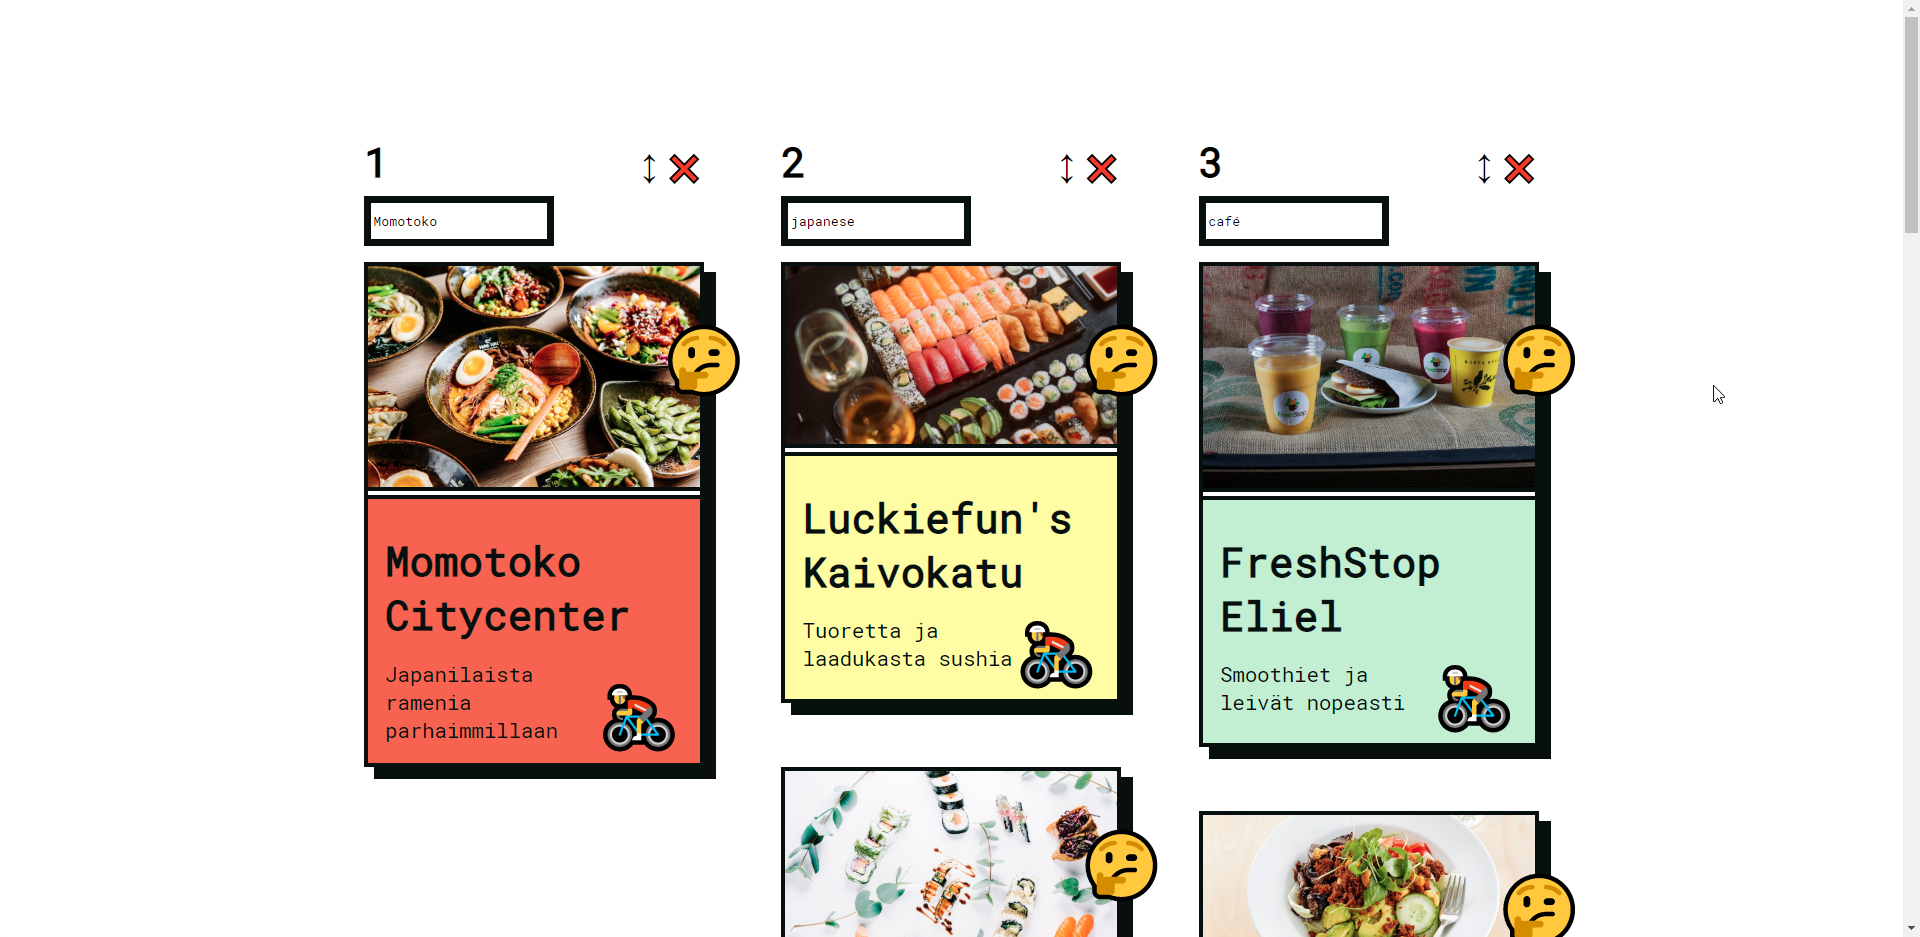 1
Momotoko
Momotoko
Citycenter
Japanilaista
ramenia
parhaimmillaan
2
japanese
Luckiefun's
Kaivokatu
Tuoretta ja
laadukasta sushia
3
café
FreshStop
Eliel
Smoothiet ja
leivät nopeasti